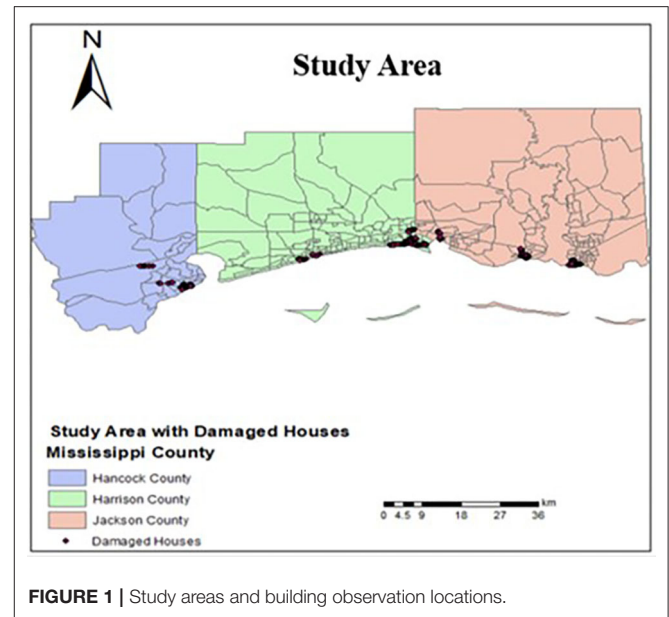 N
Study Area
Study Area with Damaged Houses
Mississippi County
Hancock County
Harrison County
Jackson County
Damaged Houses
km
0 4.5 9 18 27 36
FIGURE 1 | Study areas and building observation locations.